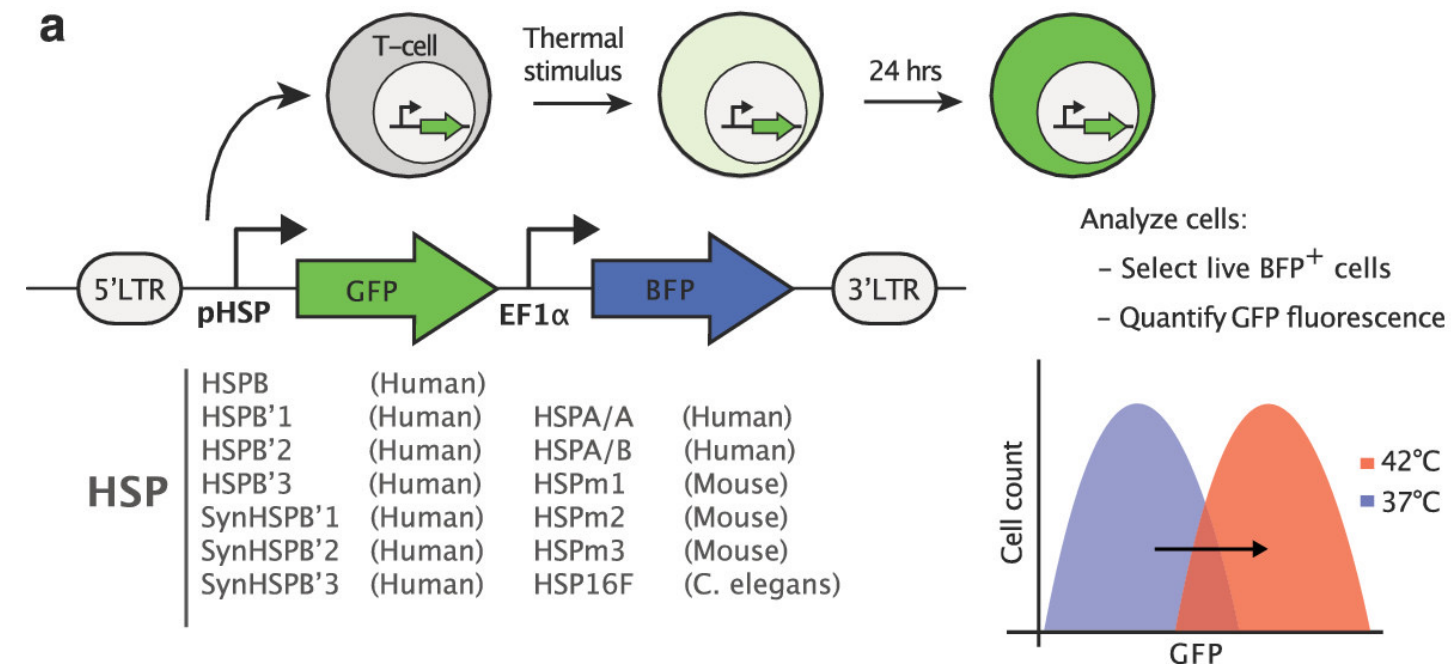 a
T-cell
Thermal
stimulus
24 hrs
5'LTR
pHSP
GFP
EF1α
BFP
3'LTR
Analyze cells:
– Select live BFP+ cells
– Quantify GFP fluorescence
HSP
HSPB (Human)
HSPB'1 (Human) HSPA/A (Human)
HSPB'2 (Human) HSPA/B (Human)
HSPB'3 (Human) HSPm1 (Mouse)
SynHSPB'1 (Human) HSPm2 (Mouse)
SynHSPB'2 (Human) HSPm3 (Mouse)
SynHSPB'3 (Human) HSP16F (C. elegans)
Cell count
42°C
37°C
GFP